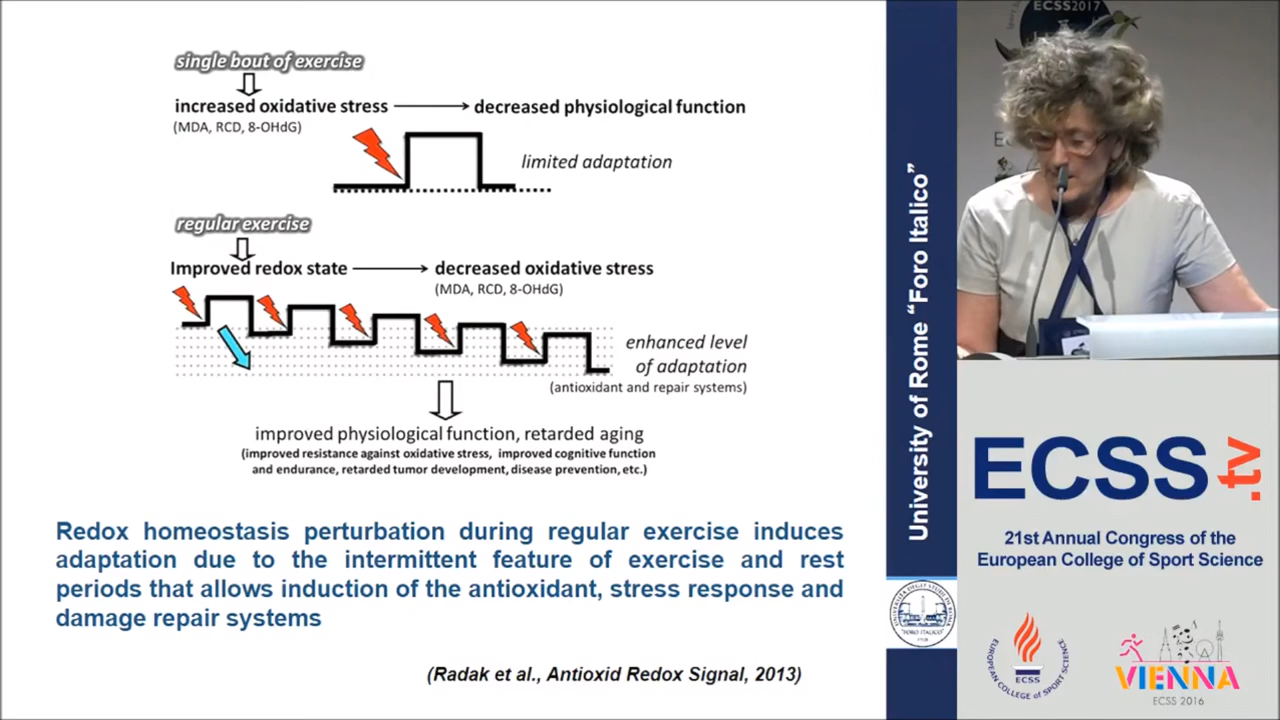 single bout of exercise
increased oxidative stress
decreased physiological function
(MDA, RCD, 8-OHdG)
limited adaptation
regular exercise
Improved redox state
decreased oxidative stress
(MDA, RCD, 8-OHdG)
enhanced level
of adaptation
(antioxidant and repair systems)
improved physiological function, retarded aging
(improved resistance against oxidative stress, improved cognitive function
and endurance, retarded tumor development, disease prevention, etc.)
Redox homeostasis perturbation during regular exercise induces
adaptation due to the intermittent feature of exercise and rest
periods that allows induction of the antioxidant, stress response and
damage repair systems
(Radak et al., Antioxid Redox Signal, 2013)
University of Rome “Foro Italico”
ECSS2017
ECSS.tv
21st Annual Congress of the
European College of Sport Science
EUROPEAN COLLEGE OF SPORT SCIENCE
ECSS
VIENNA
ECSS 2016